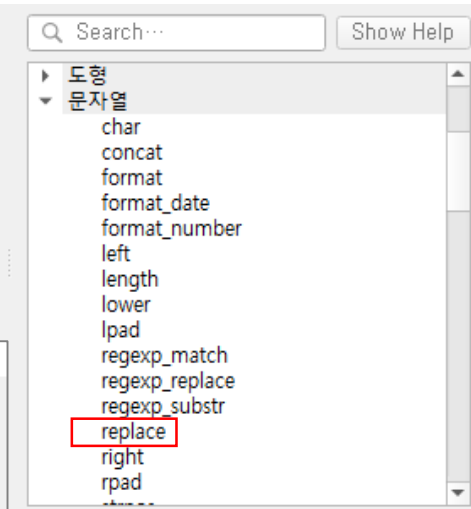 Search…
Show Help
도형
문자열
char
concat
format
format_date
format_number
left
length
lower
lpad
regexp_match
regexp_replace
regexp_substr
replace
right
rpad